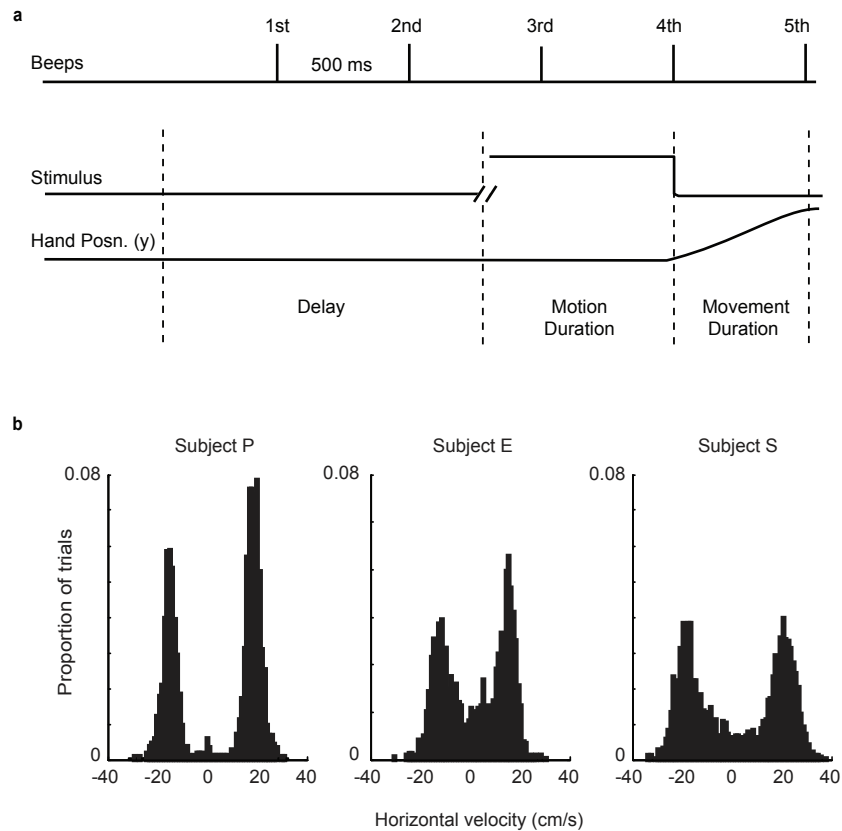 a
1st 2nd 3rd 4th 5th
Beeps 500 ms
Stimulus
Hand Posn. (y)
Delay Motion Duration Movement Duration
b
Subject P Subject E Subject S
0.08 0.08 0.08
Proportion of trials
0 0 0
-40 -20 0 20 40 -40 -20 0 20 40 -40 -20 0 20 40
Horizontal velocity (cm/s)